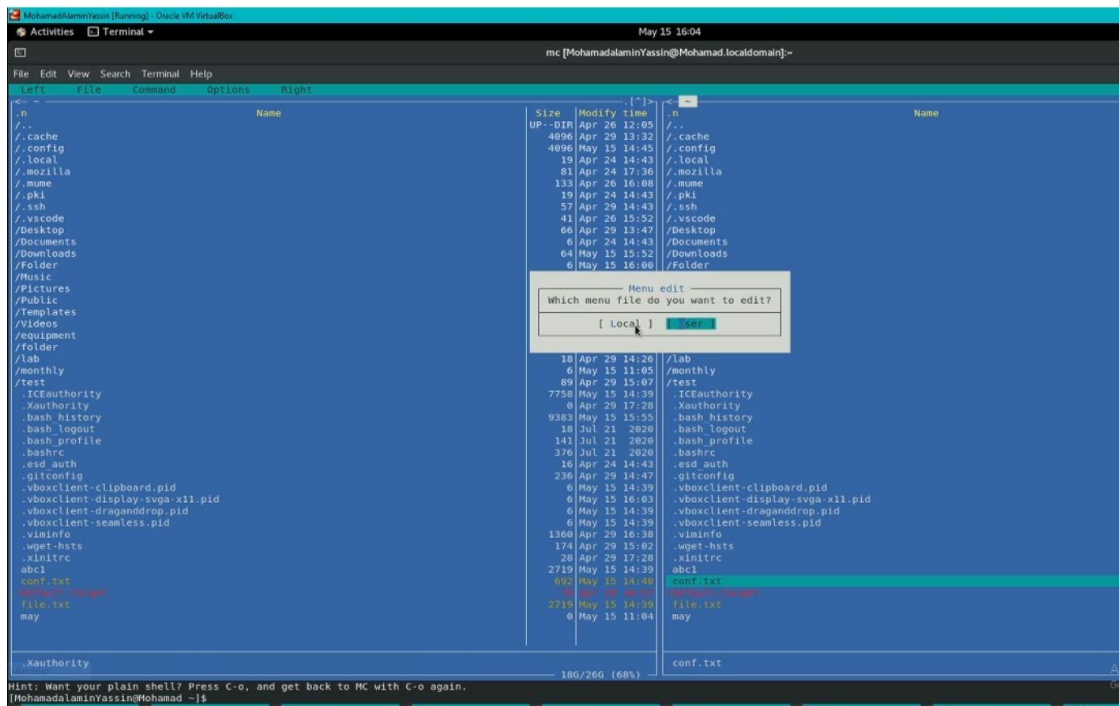 MohamadAlaminYassin [Running] - Oracle VM VirtualBox
Activities Terminal May 15 16:04
mc [MohamadalaminYassin@Mohamad.localdomain]:~
File Edit View Search Terminal Help
Left File Command Options Right
<- ~ .[^]> <- ~
.n Name Size Modify time .n Name
/.. UP--DIR Apr 26 12:05 /..
/.cache 4096 Apr 29 13:32 /.cache
/.config 4096 May 15 14:45 /.config
/.local 19 Apr 24 14:43 /.local
/.mozilla 81 Apr 24 17:36 /.mozilla
/.mume 133 Apr 26 16:08 /.mume
/.pki 19 Apr 24 14:43 /.pki
/.ssh 57 Apr 29 14:43 /.ssh
/.vscode 41 Apr 26 15:52 /.vscode
/Desktop 66 Apr 29 13:47 /Desktop
/Documents 6 Apr 24 14:43 /Documents
/Downloads 64 May 15 15:52 /Downloads
/Folder 6 May 15 16:00 /Folder
/Music
/Pictures Menu edit
/Public Which menu file do you want to edit?
/Templates
/Videos [ Local ] [ User ]
/equipment
/folder
/lab 18 Apr 29 14:26 /lab
/monthly 6 May 15 11:05 /monthly
/test 89 Apr 29 15:07 /test
.ICEauthority 7758 May 15 14:39 .ICEauthority
.Xauthority 0 Apr 29 17:28 .Xauthority
.bash_history 9383 May 15 15:55 .bash_history
.bash_logout 18 Jul 21 2020 .bash_logout
.bash_profile 141 Jul 21 2020 .bash_profile
.bashrc 376 Jul 21 2020 .bashrc
.esd_auth 16 Apr 24 14:43 .esd_auth
.gitconfig 236 Apr 29 14:47 .gitconfig
.vboxclient-clipboard.pid 6 May 15 14:39 .vboxclient-clipboard.pid
.vboxclient-display-svga-x11.pid 6 May 15 16:03 .vboxclient-display-svga-x11.pid
.vboxclient-draganddrop.pid 6 May 15 14:39 .vboxclient-draganddrop.pid
.vboxclient-seamless.pid 6 May 15 14:39 .vboxclient-seamless.pid
.viminfo 1360 Apr 29 16:38 .viminfo
.wget-hsts 174 Apr 29 15:02 .wget-hsts
.xinitrc 28 Apr 29 17:28 .xinitrc
abc1 2719 May 15 14:39 abc1
conf.txt 692 May 15 14:40 conf.txt
file.txt 2719 May 15 14:39 file.txt
may 0 May 15 11:04 may
.Xauthority conf.txt
18G/26G (68%)
Hint: Want your plain shell? Press C-o, and get back to MC with C-o again.
[MohamadalaminYassin@Mohamad ~]$